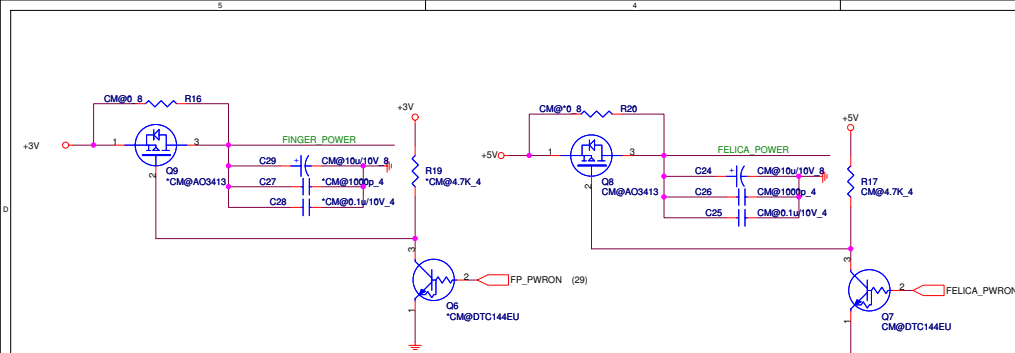 5
4
D
CM@0_8
R16
+3V
1
3
2
Q9
*CM@AO3413
FINGER_POWER
C29
CM@10u/10V_8
C27
*CM@1000p_4
C28
*CM@0.1u/10V_4
+3V
R19
*CM@4.7K_4
3
2
1
FP_PWRON (29)
Q6
*CM@DTC144EU
CM@*0_8
R20
+5V
1
3
2
Q8
CM@AO3413
FELICA_POWER
C24
CM@10u/10V_8
C26
CM@1000p_4
C25
CM@0.1u/10V_4
+5V
R17
CM@4.7K_4
3
2
1
FELICA_PWRON
Q7
CM@DTC144EU